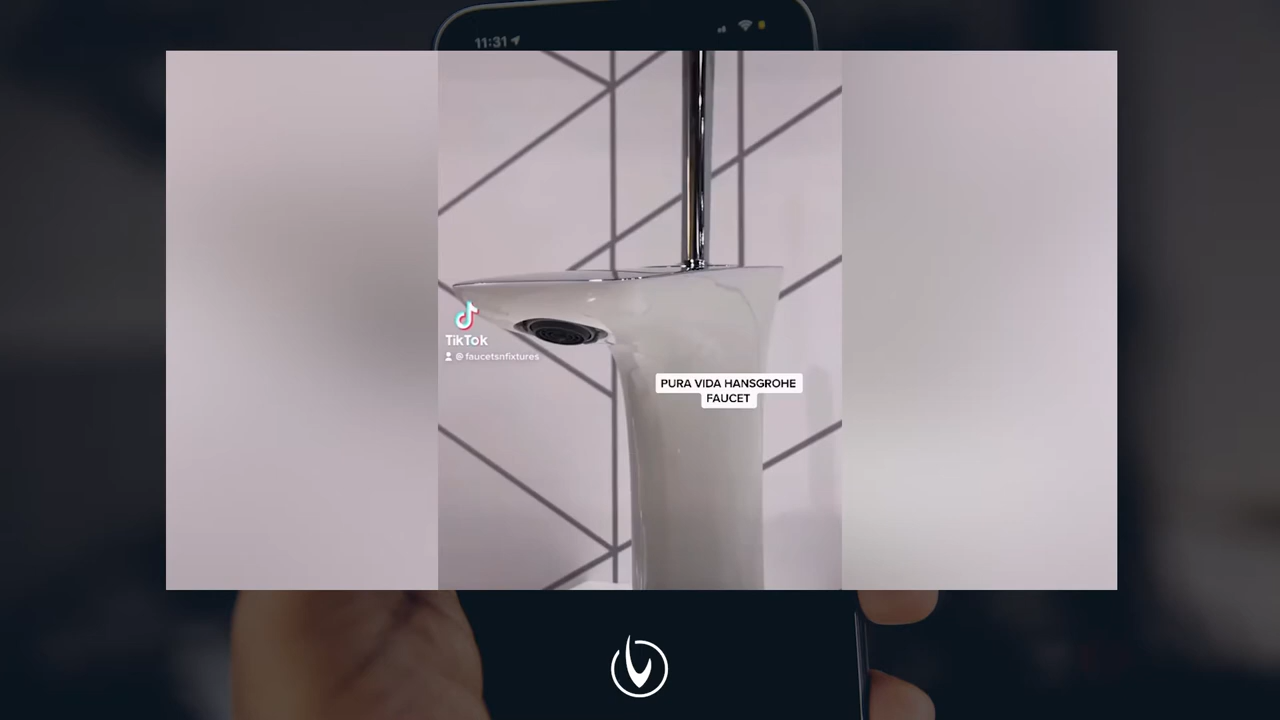 11:31
TikTok
@faucetsnfixtures
PURA VIDA HANSGROHE
FAUCET